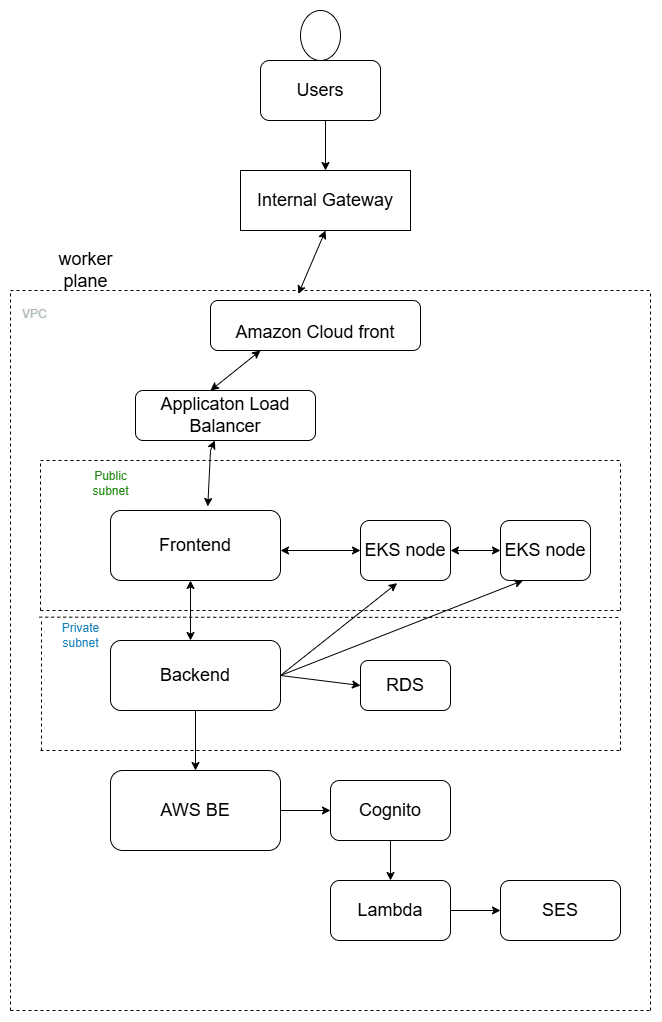 Users
Internal Gateway
worker
plane
VPC
Amazon Cloud front
Applicaton Load
Balancer
Public
subnet
Frontend
EKS node
EKS node
Private
subnet
Backend
RDS
AWS BE
Cognito
Lambda
SES